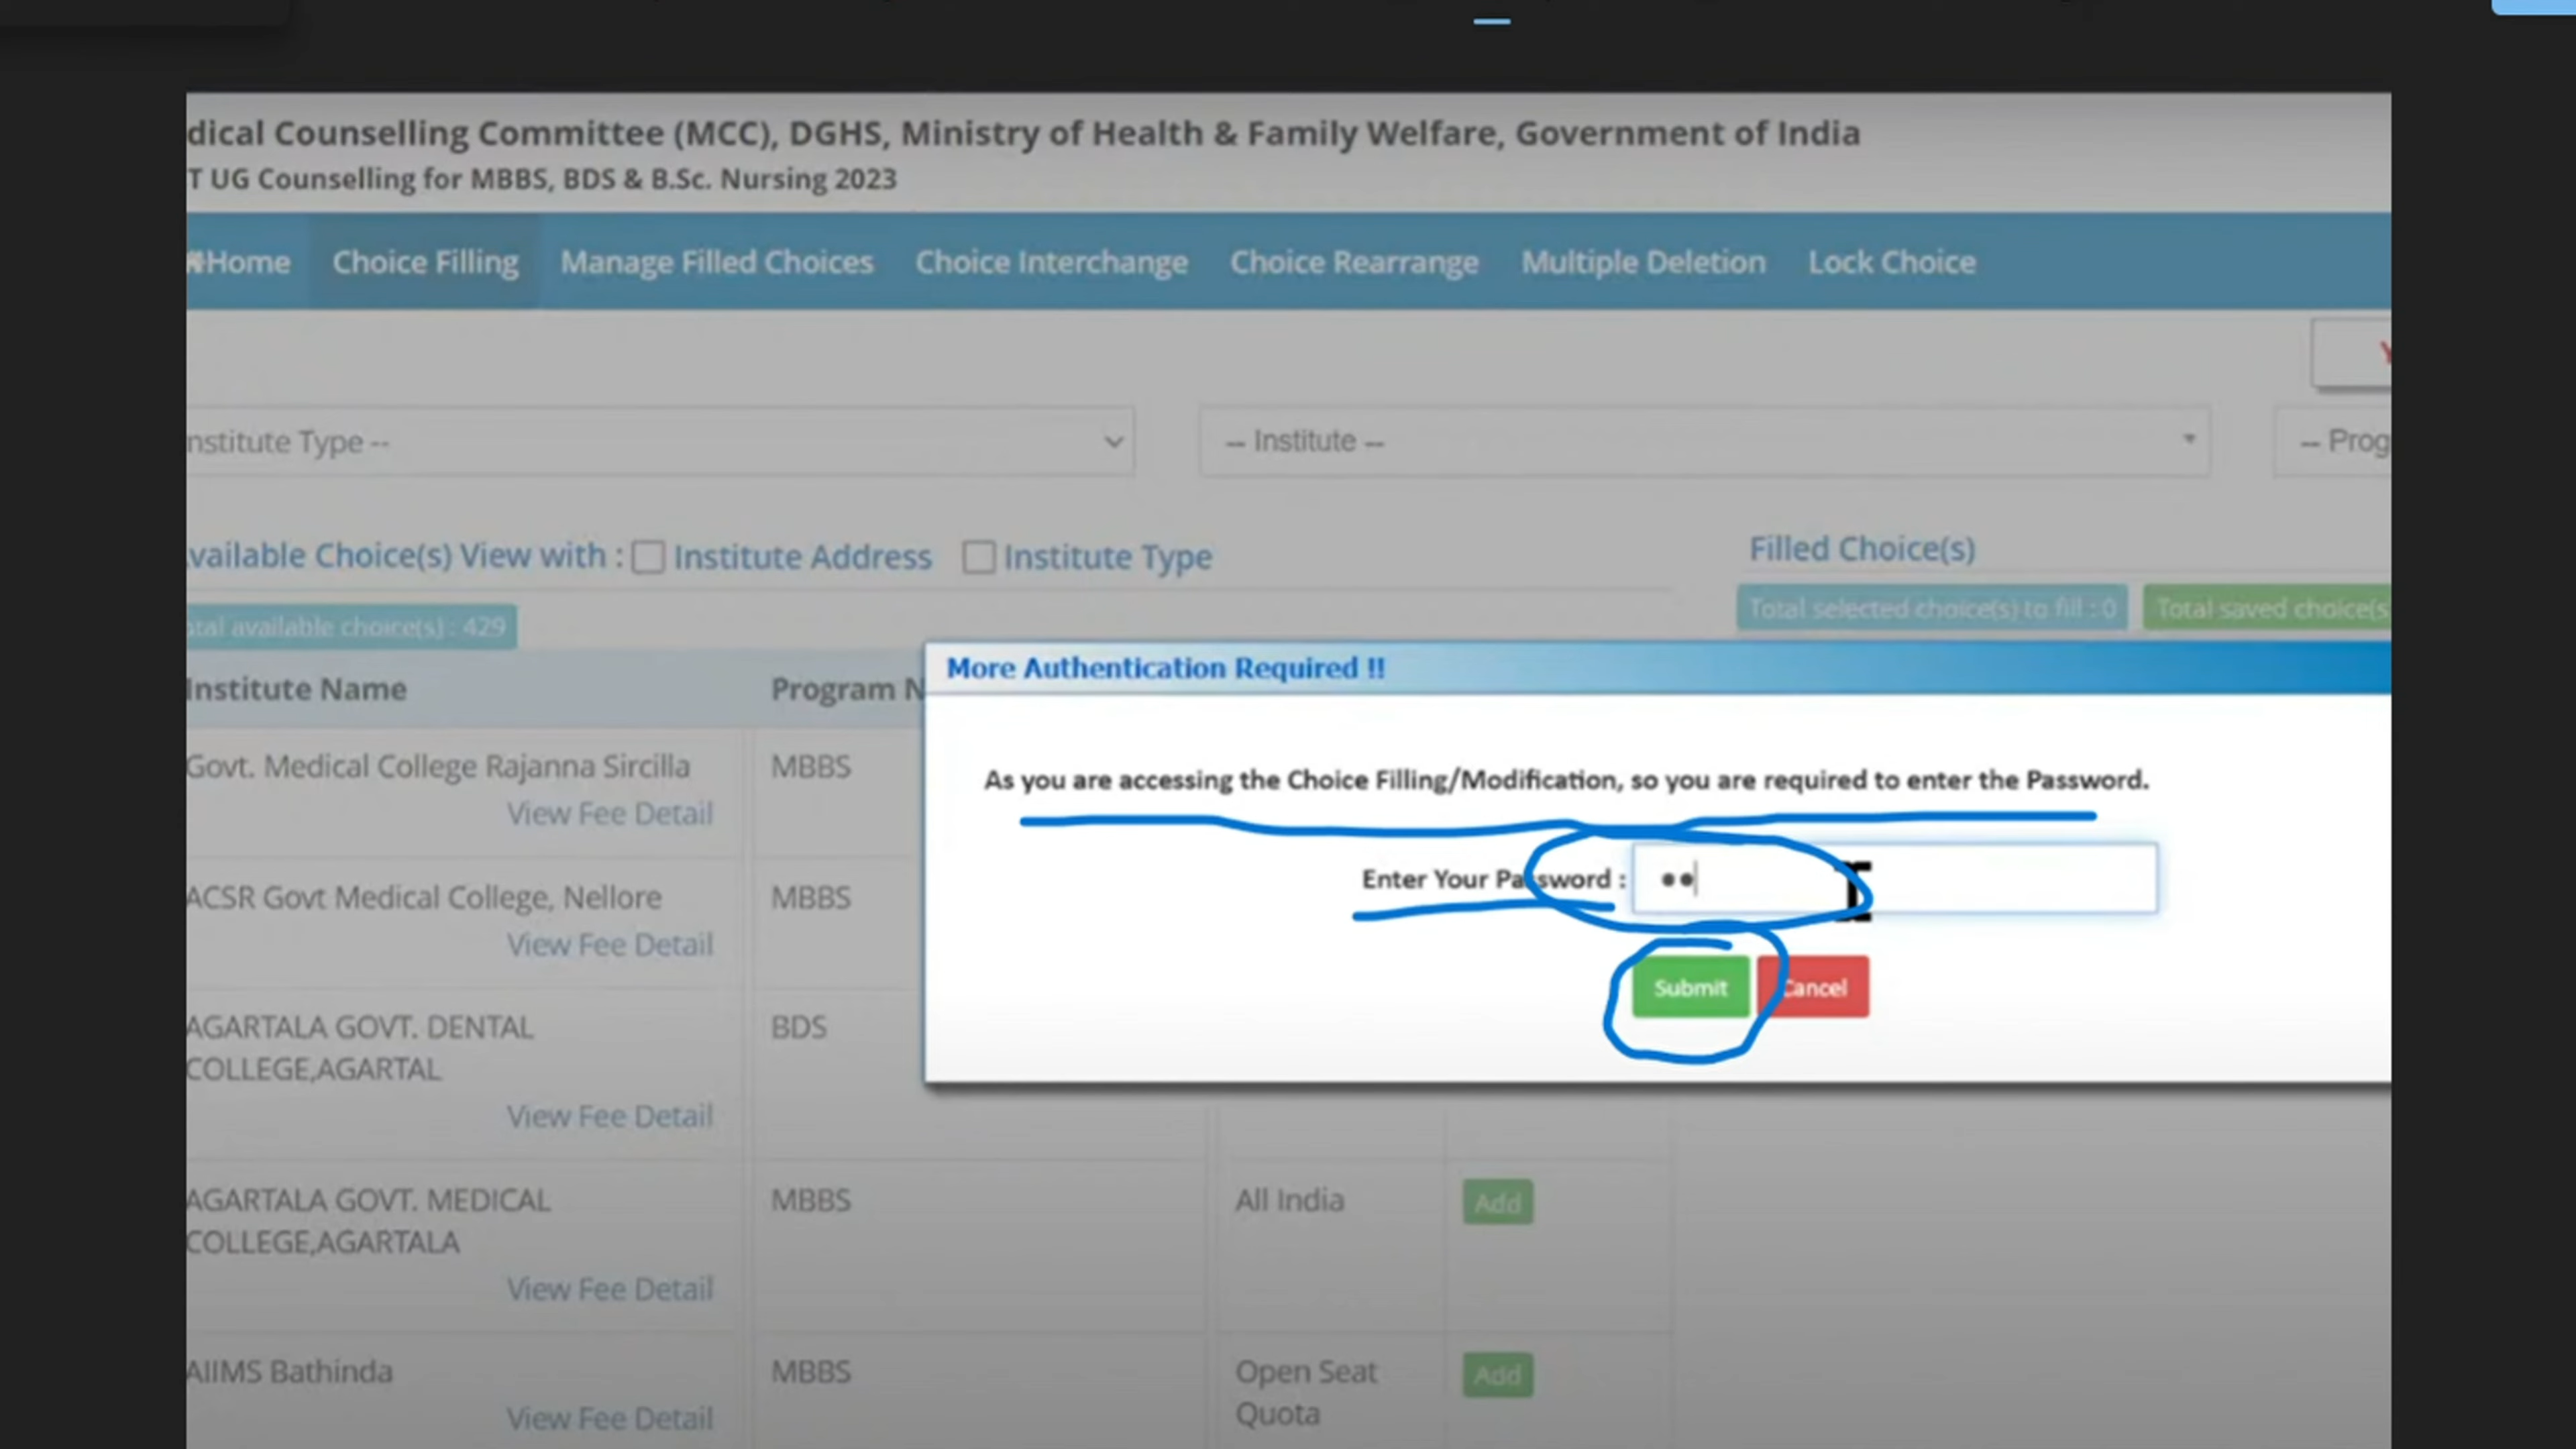 dical Counselling Committee (MCC), DGHS, Ministry of Health & Family Welfare, Government of India
T UG Counselling for MBBS, BDS & B.Sc. Nursing 2023
Home Choice Filling Manage Filled Choices Choice Interchange Choice Rearrange Multiple Deletion Lock Choice
nstitute Type -- -- Institute -- -- Prog
vailable Choice(s) View with : Institute Address Institute Type
Filled Choice(s)
tal available choice(s) : 429
Total selected choice(s) to fill : 0 Total saved choice(s
Institute Name Program N
More Authentication Required !!
As you are accessing the Choice Filling/Modification, so you are required to enter the Password.
Enter Your Password :
Submit Cancel
Govt. Medical College Rajanna Sircilla MBBS
View Fee Detail
ACSR Govt Medical College, Nellore MBBS
View Fee Detail
AGARTALA GOVT. DENTAL BDS
COLLEGE,AGARTAL
View Fee Detail
AGARTALA GOVT. MEDICAL MBBS All India Add
COLLEGE,AGARTALA
View Fee Detail
AIIMS Bathinda MBBS Open Seat Add
Quota
View Fee Detail